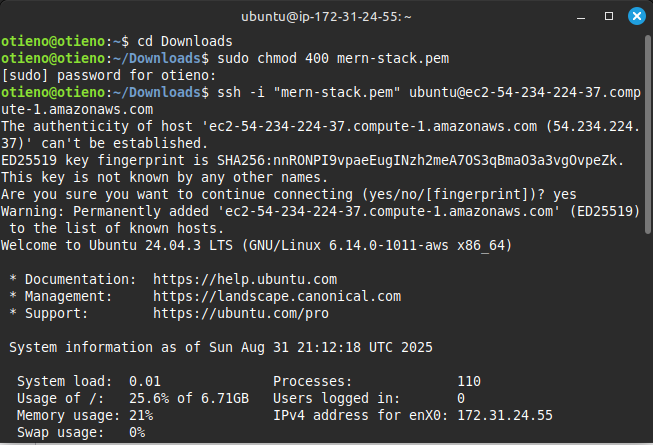 ubuntu@ip-172-31-24-55: ~
otieno@otieno:~$ cd Downloads
otieno@otieno:~/Downloads$ sudo chmod 400 mern-stack.pem
[sudo] password for otieno:
otieno@otieno:~/Downloads$ ssh -i "mern-stack.pem" ubuntu@ec2-54-234-224-37.comp
ute-1.amazonaws.com
The authenticity of host 'ec2-54-234-224-37.compute-1.amazonaws.com (54.234.224.
37)' can't be established.
ED25519 key fingerprint is SHA256:nnRONPI9vpaeEugINzh2meA7OS3qBmaO3a3vgOvpeZk.
This key is not known by any other names.
Are you sure you want to continue connecting (yes/no/[fingerprint])? yes
Warning: Permanently added 'ec2-54-234-224-37.compute-1.amazonaws.com' (ED25519)
 to the list of known hosts.
Welcome to Ubuntu 24.04.3 LTS (GNU/Linux 6.14.0-1011-aws x86_64)

 * Documentation:  https://help.ubuntu.com
 * Management:     https://landscape.canonical.com
 * Support:        https://ubuntu.com/pro

 System information as of Sun Aug 31 21:12:18 UTC 2025

  System load:  0.01              Processes:             110
  Usage of /:   25.6% of 6.71GB   Users logged in:       0
  Memory usage: 21%               IPv4 address for enX0: 172.31.24.55
  Swap usage:   0%